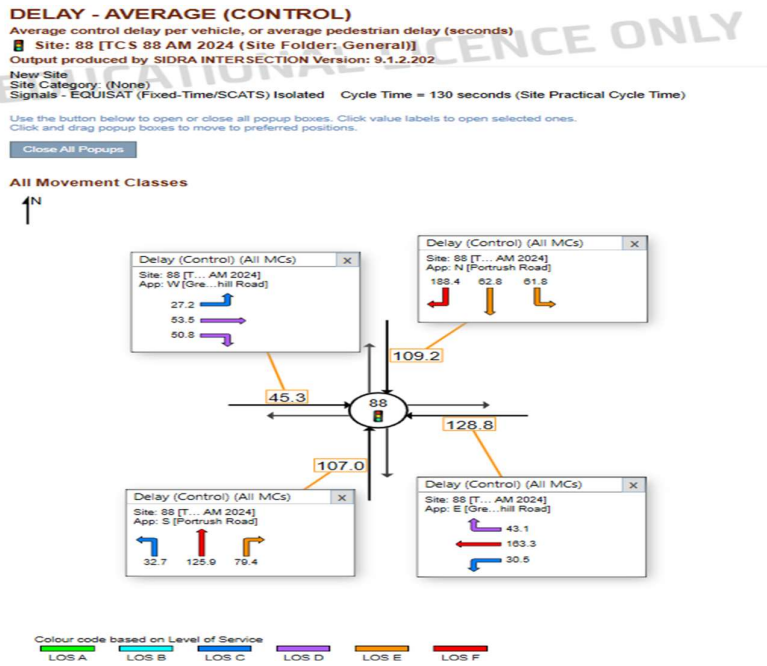 DELAY - AVERAGE (CONTROL)
Average control delay per vehicle, or average pedestrian delay (seconds)
Site: 88 [TCS 88 AM 2024 (Site Folder: General)]
Output produced by SIDRA INTERSECTION Version: 9.1.2.202
EDUCATIONAL LICENCE ONLY
New Site
Site Category: (None)
Signals - EQUISAT (Fixed-Time/SCATS) Isolated Cycle Time = 130 seconds (Site Practical Cycle Time)
Use the button below to open or close all popup boxes. Click value labels to open selected ones.
Click and drag popup boxes to move to preferred positions.
Close All Popups
All Movement Classes
N
Delay (Control) (All MCs) ×
Site: 88 [T... AM 2024]
App: W [Gre...hill Road]
27.2
53.5
50.8
Delay (Control) (All MCs) ×
Site: 88 [T... AM 2024]
App: N [Portrush Road]
188.4 62.8 61.8
109.2
45.3
88
128.8
107.0
Delay (Control) (All MCs) ×
Site: 88 [T... AM 2024]
App: S [Portrush Road]
32.7 125.9 79.4
Delay (Control) (All MCs) ×
Site: 88 [T... AM 2024]
App: E [Gre...hill Road]
43.1
163.3
30.5
Colour code based on Level of Service
LOS A LOS B LOS C LOS D LOS E LOS F